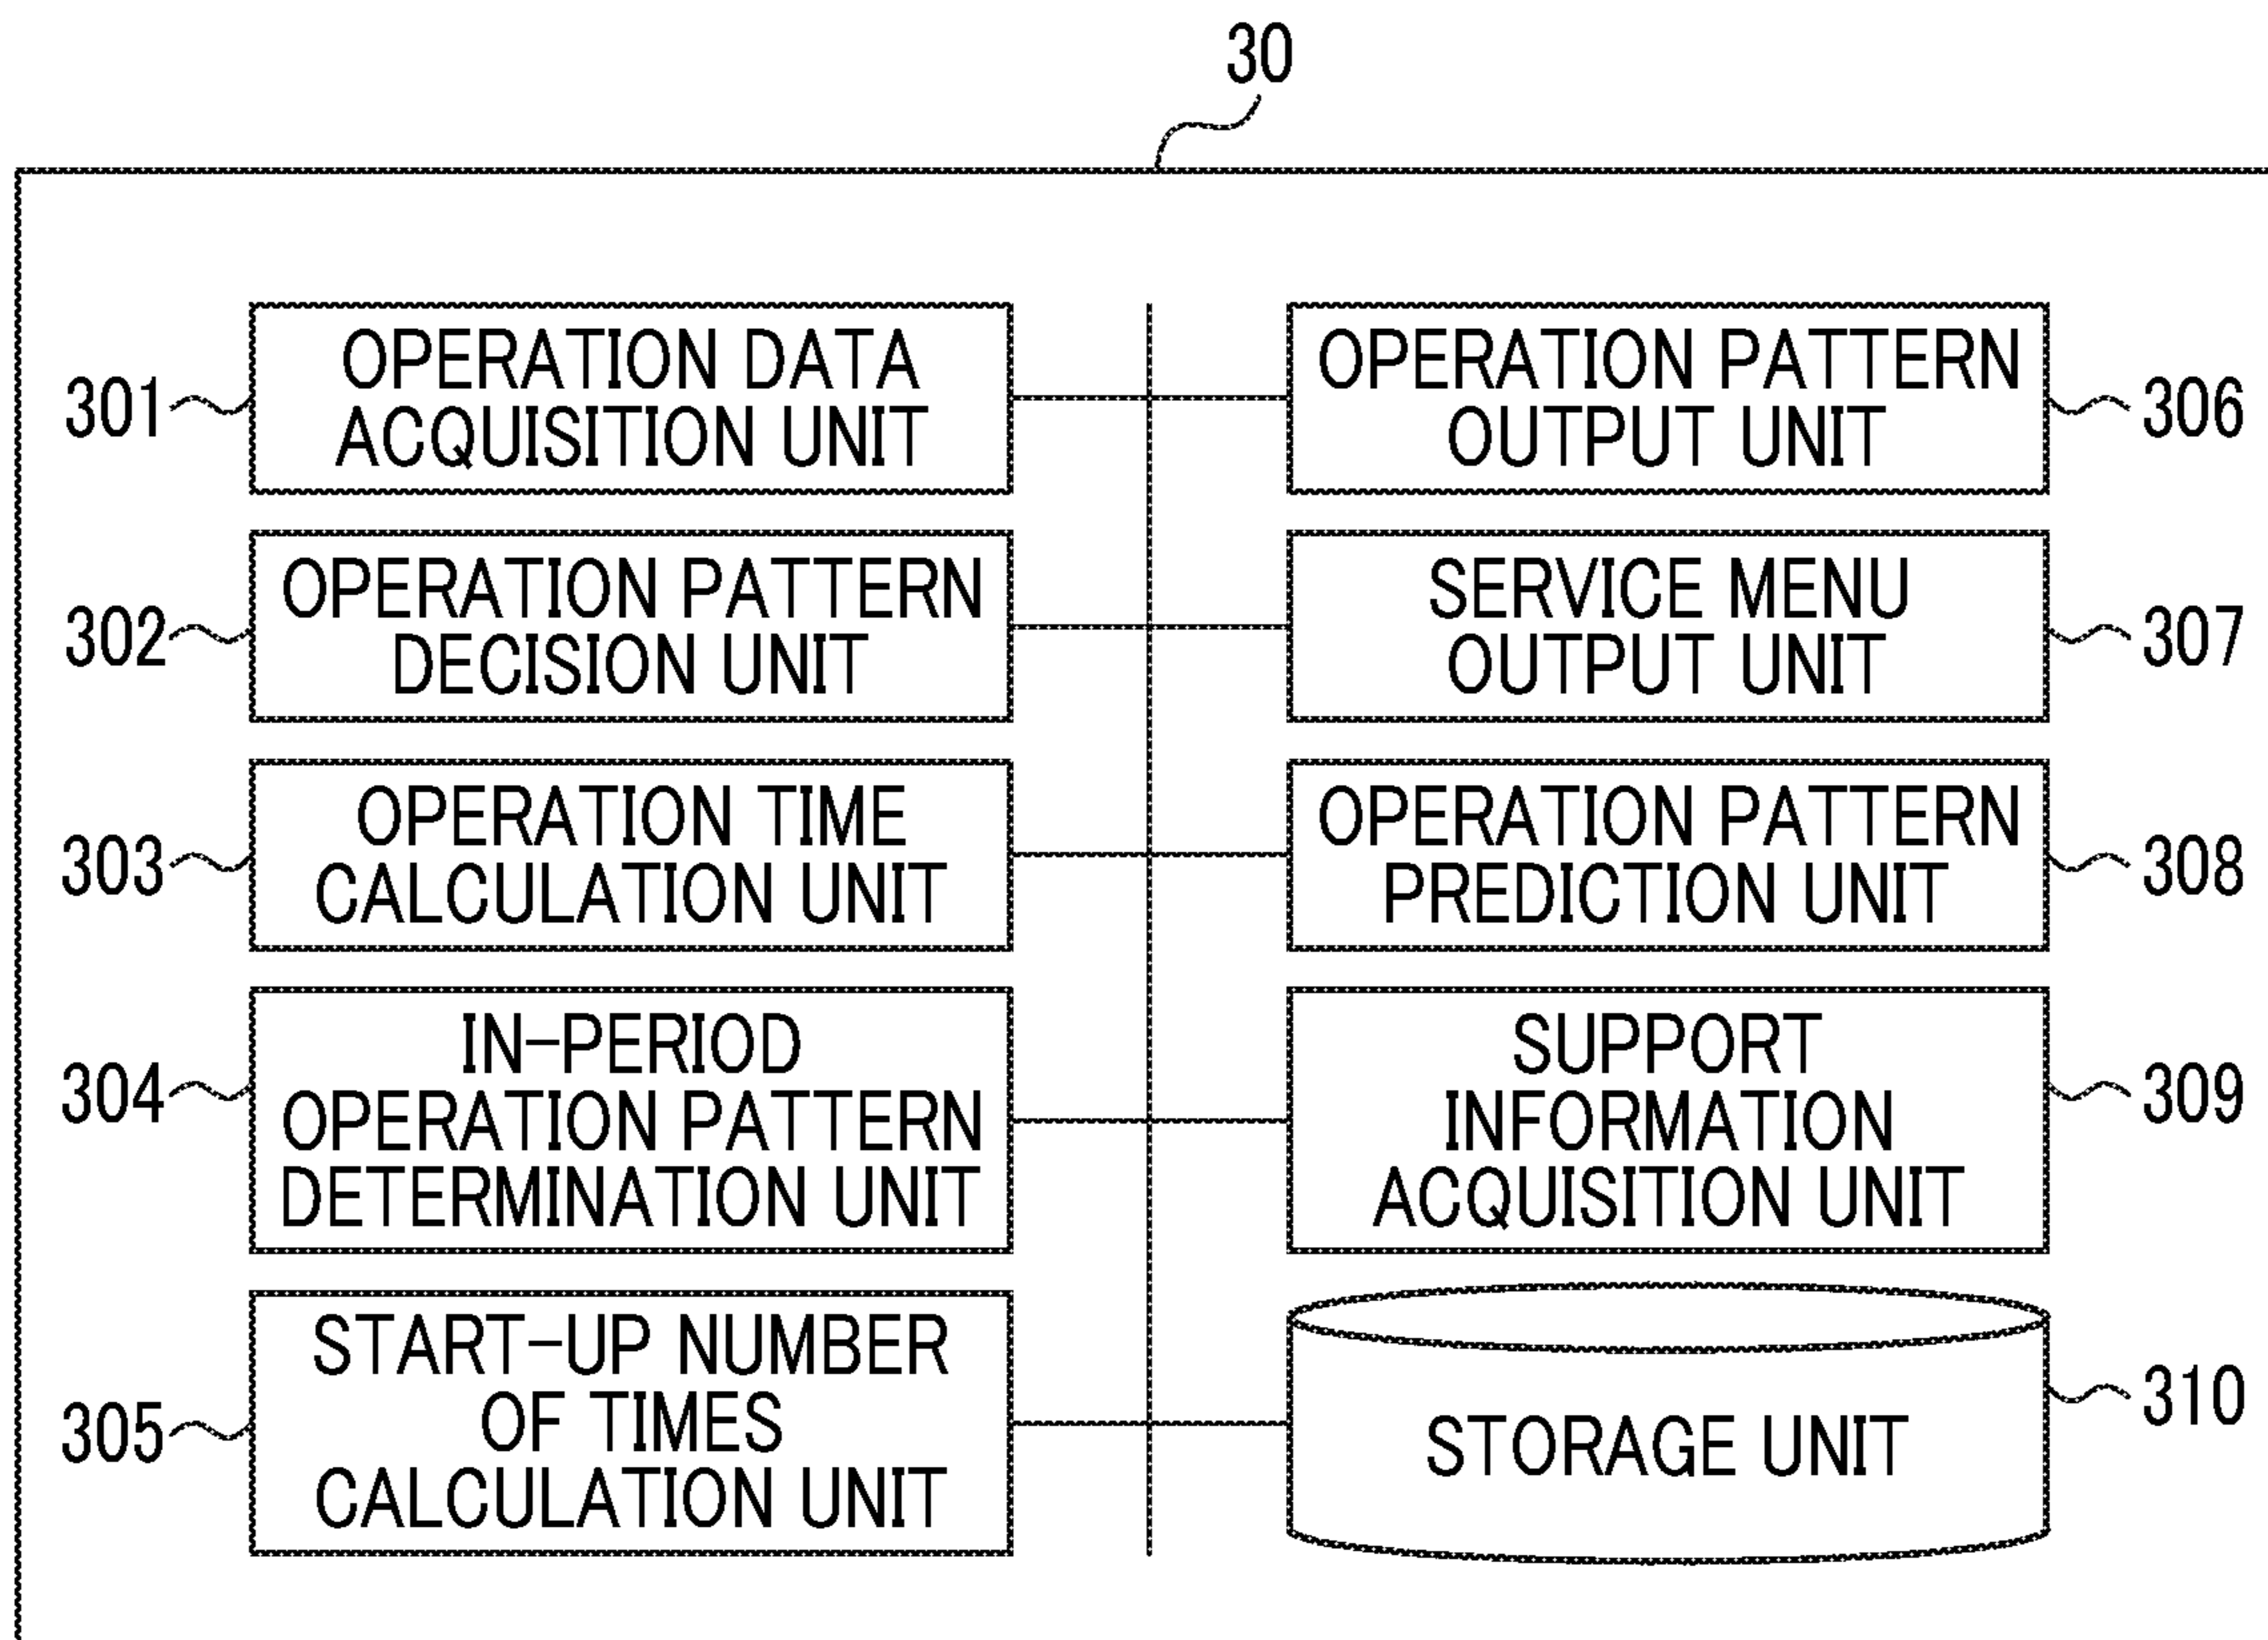 30
301
OPERATION DATA
ACQUISITION UNIT
302
OPERATION PATTERN
DECISION UNIT
303
OPERATION TIME
CALCULATION UNIT
304
IN-PERIOD
OPERATION PATTERN
DETERMINATION UNIT
305
START-UP NUMBER
OF TIMES
CALCULATION UNIT
OPERATION PATTERN
OUTPUT UNIT
306
SERVICE MENU
OUTPUT UNIT
307
OPERATION PATTERN
PREDICTION UNIT
308
SUPPORT
INFORMATION
ACQUISITION UNIT
309
STORAGE UNIT
310